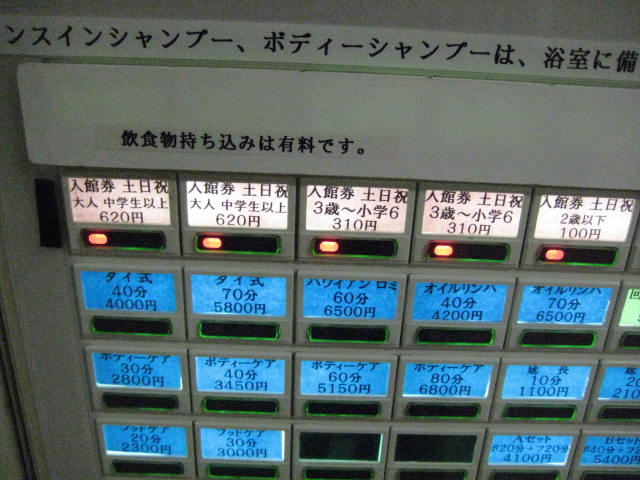 ンスインシャンプー、ボディーシャンプーは、浴室に備
飲食物持ち込みは有料です。
入館券 土日祝
大人 中学生以上
620円
入館券 土日祝
大人 中学生以上
620円
入館券 土日祝
3歳〜小学6
310円
入館券 土日祝
3歳〜小学6
310円
入館券 土日祝
2歳以下
100円
タイ式
40分
4000円
タイ式
70分
5800円
ハワイアンロミ
60分
6500円
オイルリンパ
40分
4200円
オイルリンパ
70分
6500円
ボディーケア
30分
2800円
ボディーケア
40分
3450円
ボディーケア
60分
5150円
ボディーケア
80分
6800円
延長
10分
1100円
20
210
フットケア
20分
2300円
フットケア
30分
3000円
Aセット
ボ20分+フ20分
4100円
Bセット
ボ40分+フ2
5400